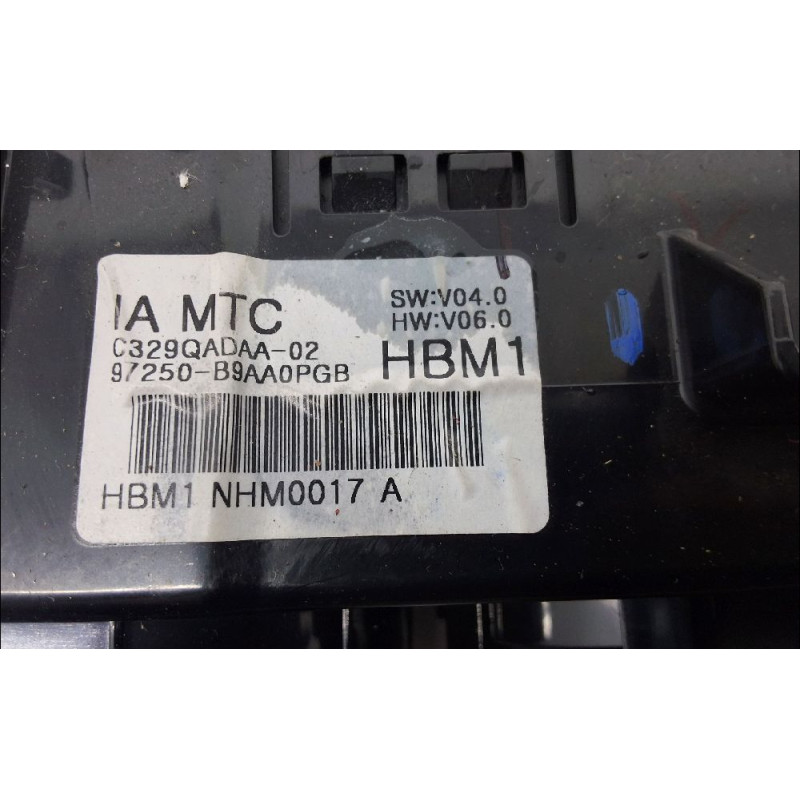 IA MTC
SW:V04.0
HW:V06.0
C329QADAA-02
97250-B9AA0PGB
HBM1
HBM1 NHM0017 A